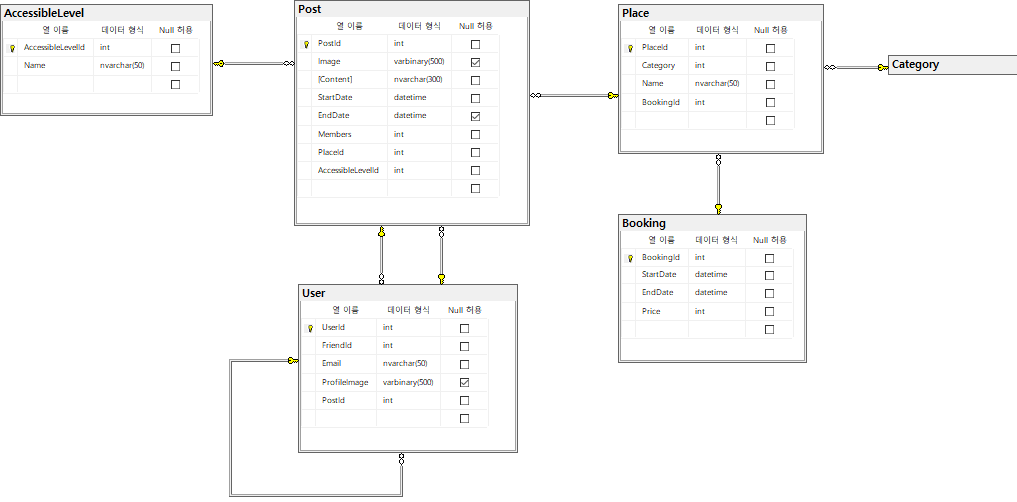 AccessibleLevel
열 이름 데이터 형식 Null 허용
AccessibleLevelId int
Name nvarchar(50)
Post
열 이름 데이터 형식 Null 허용
PostId int
Image varbinary(500)
[Content] nvarchar(300)
StartDate datetime
EndDate datetime
Members int
PlaceId int
AccessibleLevelId int
Place
열 이름 데이터 형식 Null 허용
PlaceId int
Category int
Name nvarchar(50)
BookingId int
Category
Booking
열 이름 데이터 형식 Null 허용
BookingId int
StartDate datetime
EndDate datetime
Price int
User
열 이름 데이터 형식 Null 허용
UserId int
FriendId int
Email nvarchar(50)
ProfileImage varbinary(500)
PostId int